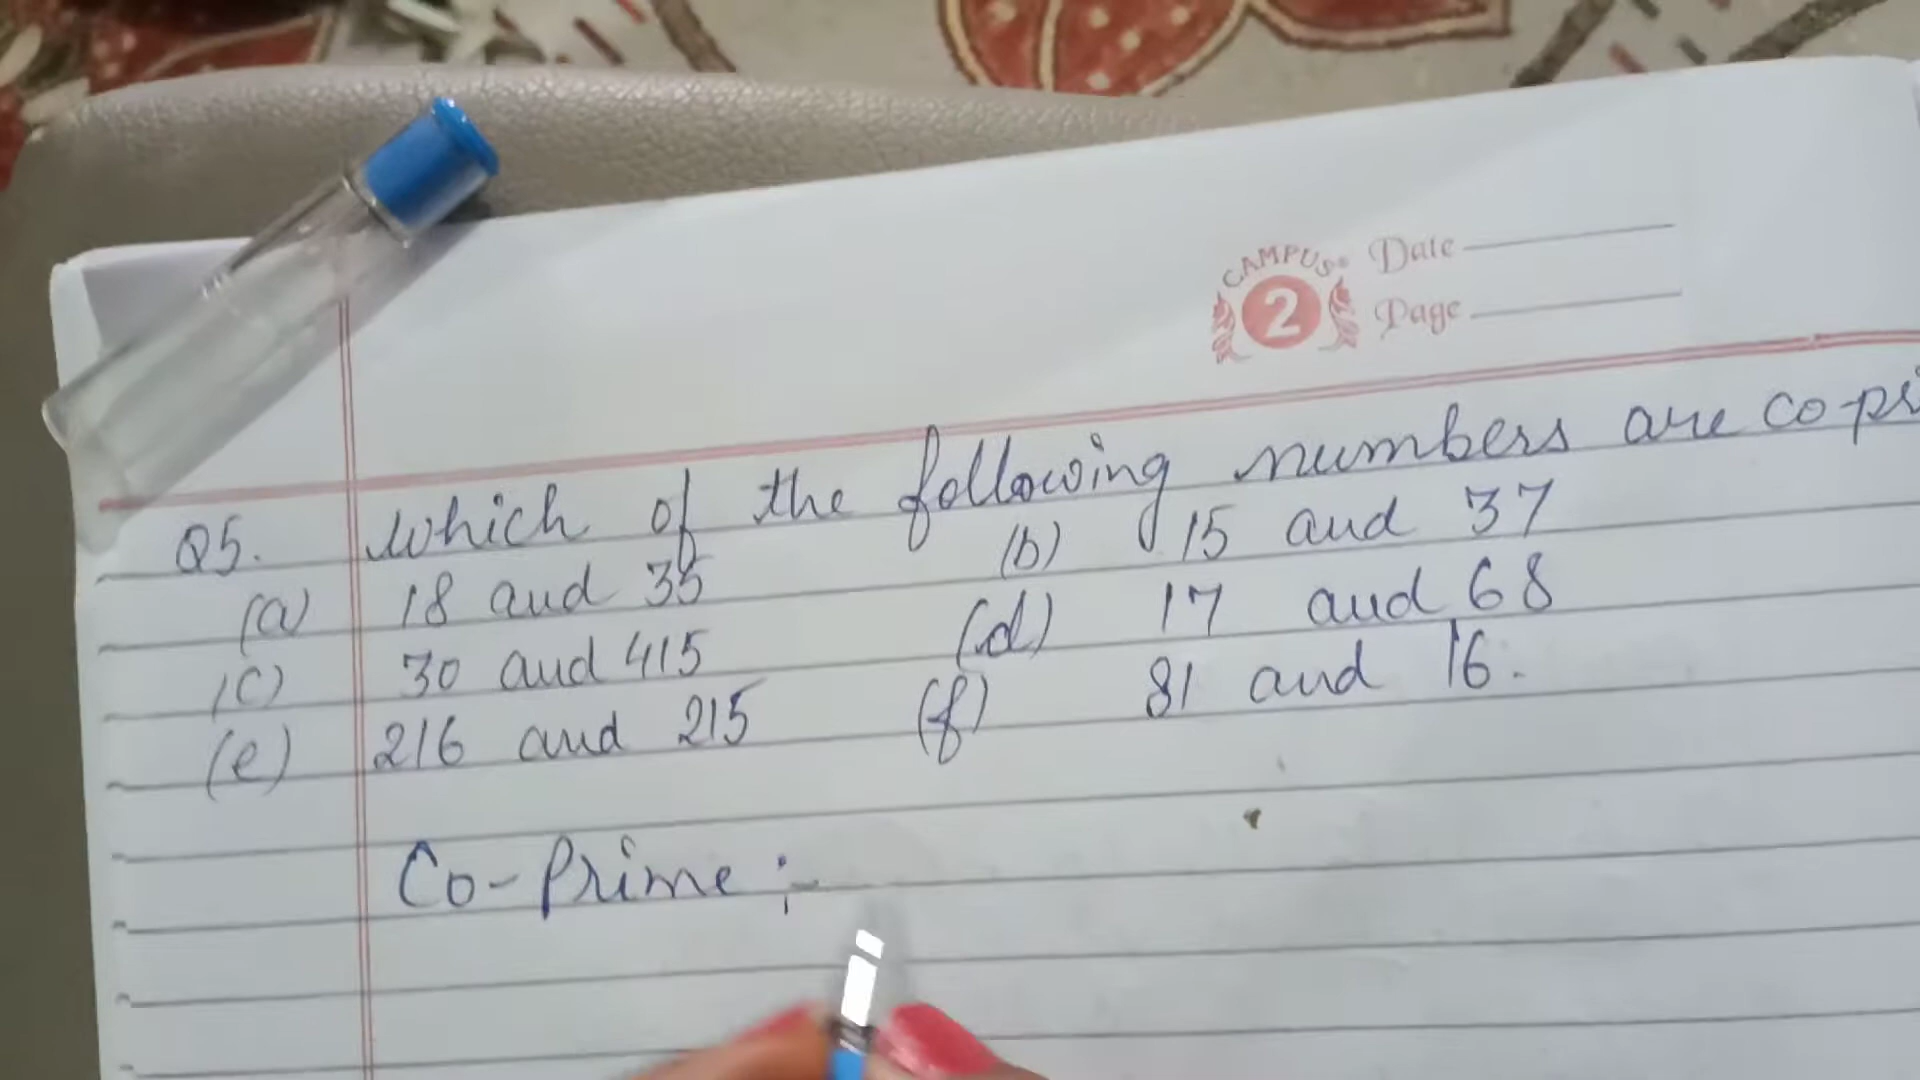 CAMPUS Date
2 Page
Q5. Which of the following numbers are co-pri
(a) 18 and 35 (b) 15 and 37
(c) 30 and 415 (d) 17 and 68
(e) 216 and 215 (f) 81 and 16.
Co-Prime :-